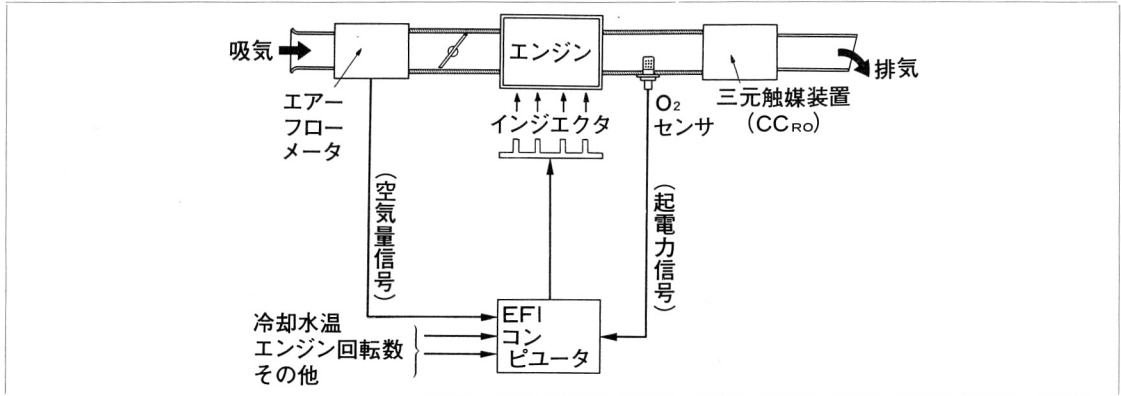 吸気
エアー
フロー
メータ
エンジン
インジエクタ
O₂
センサ
三元触媒装置
(CCRO)
排気
(空気量信号)
(起電力信号)
冷却水温
エンジン回転数
その他
EFI
コン
ピユータ